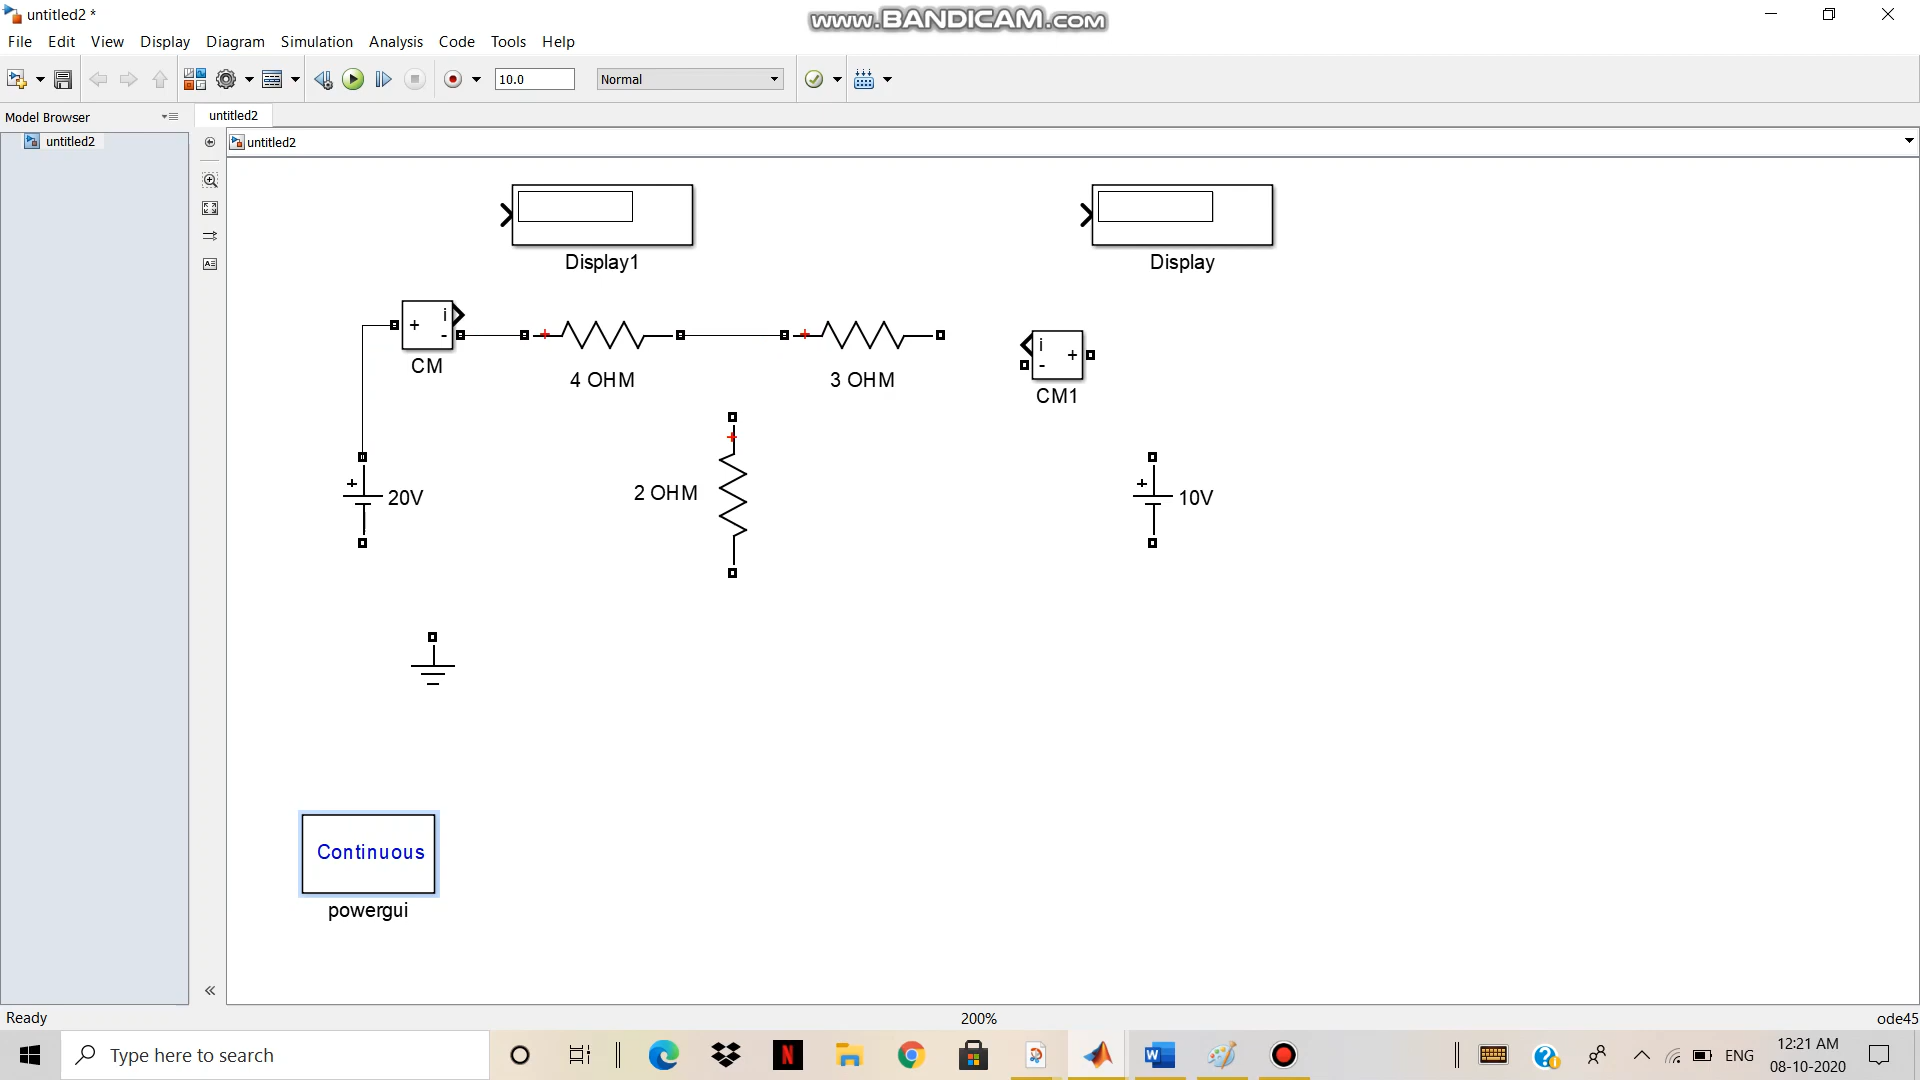 untitled2 *
www.BANDICAM.com
File Edit View Display Diagram Simulation Analysis Code Tools Help
10.0 Normal
Model Browser
untitled2
untitled2
untitled2
Display1
Display
i
+
-
CM
+
4 OHM
+
3 OHM
i
+
-
CM1
+
20V
+
2 OHM
+
10V
Continuous
powergui
Ready
200%
ode45
Type here to search
ENG
12:21 AM
08-10-2020